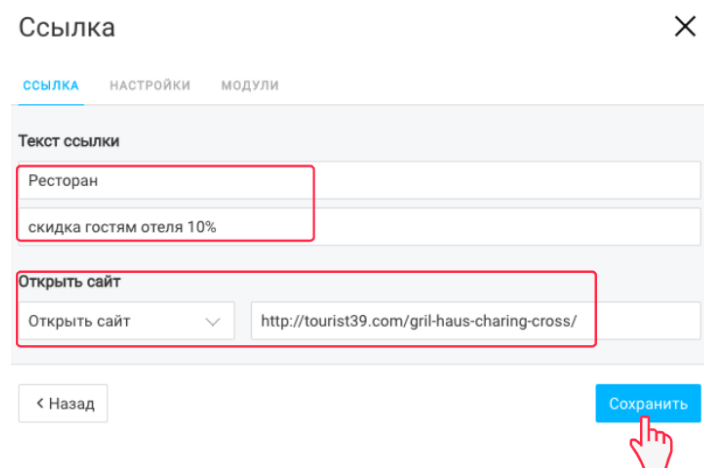 Ссылка
ССЫЛКА НАСТРОЙКИ МОДУЛИ
Текст ссылки
Ресторан
скидка гостям отеля 10%
Открыть сайт
Открыть сайт http://tourist39.com/gril-haus-charing-cross/
Назад Сохранить